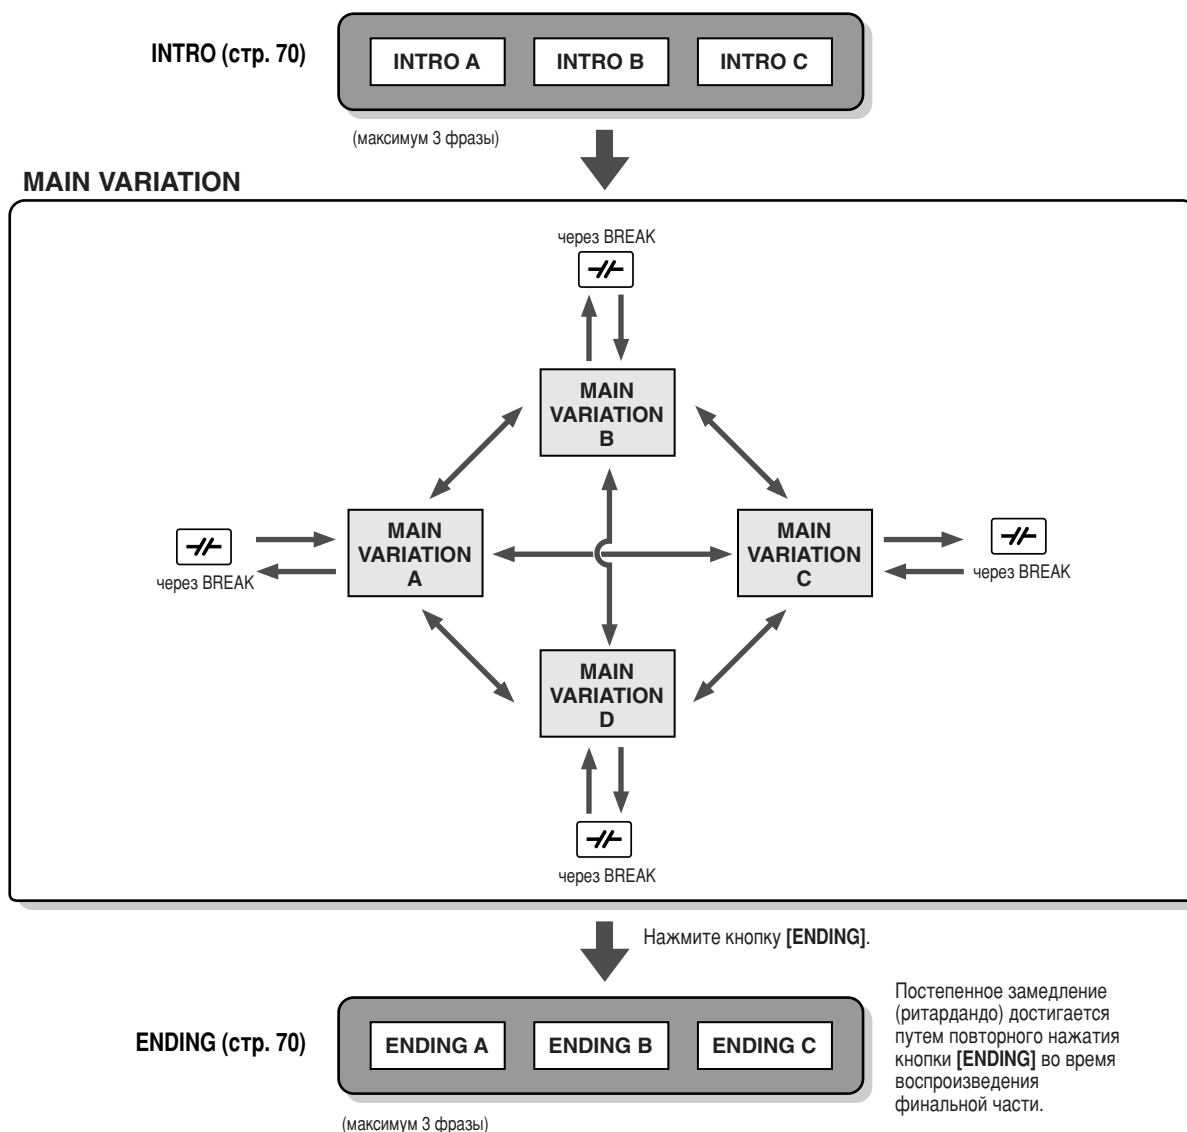 INTRO (стр. 70)
INTRO A
INTRO B
INTRO C
(максимум 3 фразы)
MAIN VARIATION
через BREAK
MAIN
VARIATION
B
MAIN
VARIATION
A
через BREAK
MAIN
VARIATION
C
через BREAK
MAIN
VARIATION
D
через BREAK
Нажмите кнопку [ENDING].
ENDING (стр. 70)
ENDING A
ENDING B
ENDING C
(максимум 3 фразы)
Постепенное замедление
(ритардандо) достигается
путем повторного нажатия
кнопки [ENDING] во время
воспроизведения
финальной части.